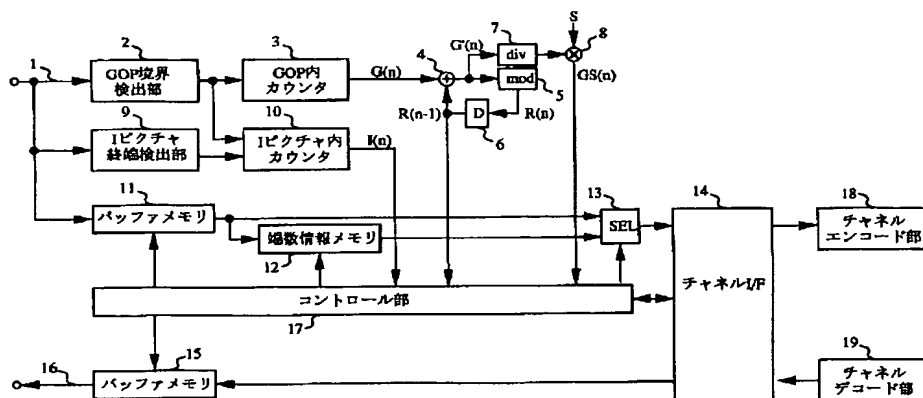 S
7
8
1
2
3
4
G'(n)
div
GOP境界
検出部
GOP内
カウンタ
G(n)
mod
GS(n)
5
9
10
R(n-1)
D
R(n)
6
Iピクチャ
終端検出部
Iピクチャ内
カウンタ
I(n)
11
13
14
18
バッファメモリ
SEL
チャネル
エンコード部
端数情報メモリ
12
チャネルI/F
コントロール部
17
15
19
16
バッファメモリ
チャネル
デコード部